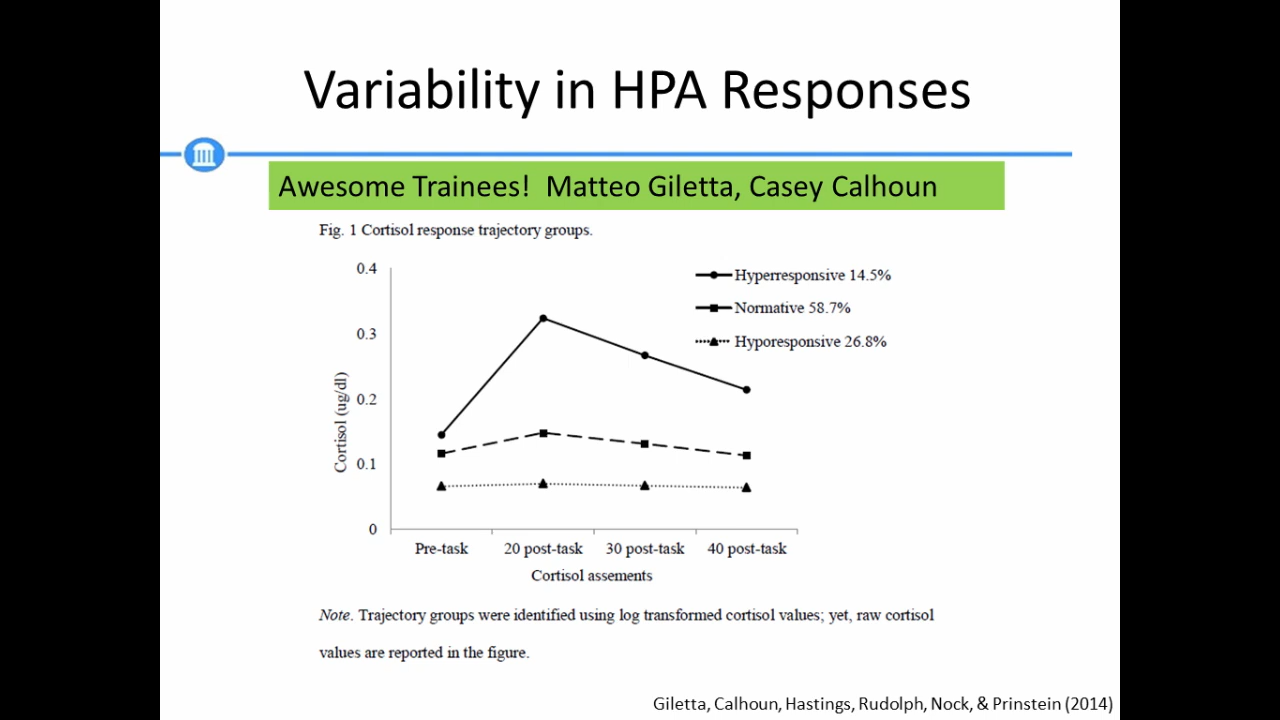 Variability in HPA Responses
Awesome Trainees!  Matteo Giletta, Casey Calhoun
Fig. 1 Cortisol response trajectory groups.
0.4
0.3
0.2
0.1
0
Cortisol (ug/dl)
Hyperresponsive 14.5%
Normative 58.7%
Hyporesponsive 26.8%
Pre-task
20 post-task
30 post-task
40 post-task
Cortisol assements
Note. Trajectory groups were identified using log transformed cortisol values; yet, raw cortisol
values are reported in the figure.
Giletta, Calhoun, Hastings, Rudolph, Nock, & Prinstein (2014)